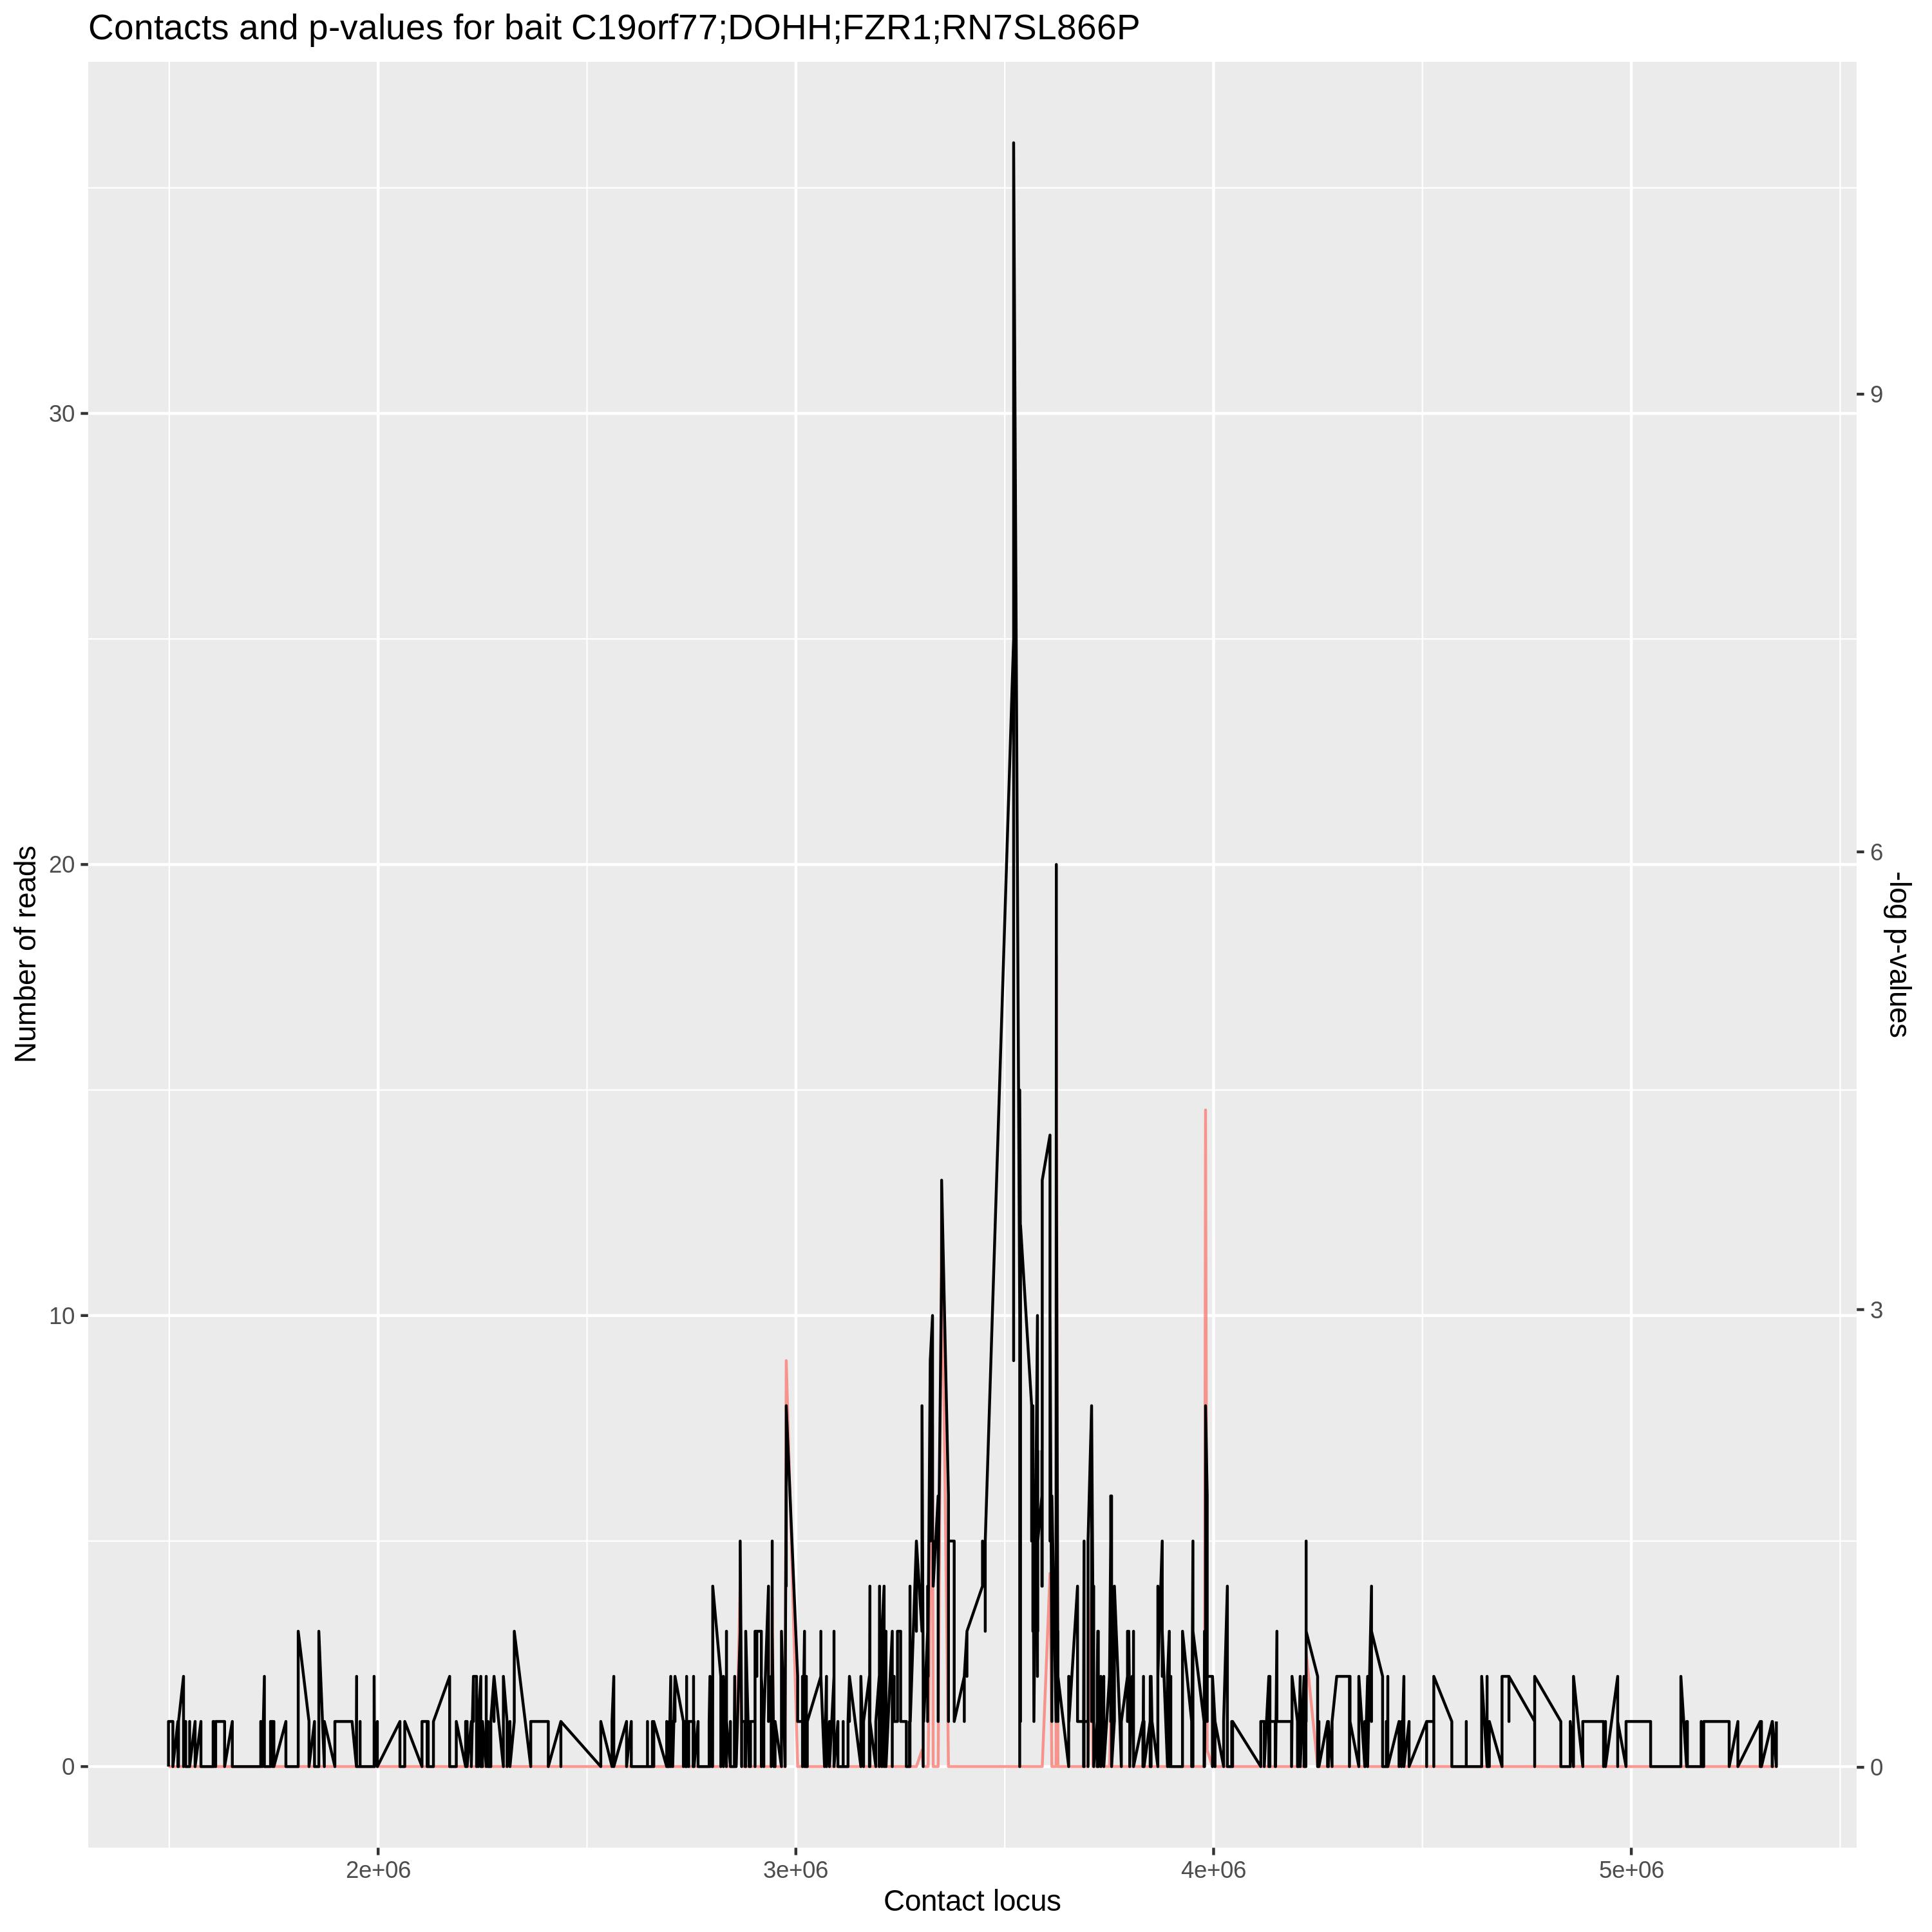 Contacts and p-values for bait C19orf77;DOHH;FZR1;RN7SL866P
Number of reads
30
20
10
0
9
6
3
0
-log p-values
2e+06
3e+06
4e+06
5e+06
Contact locus